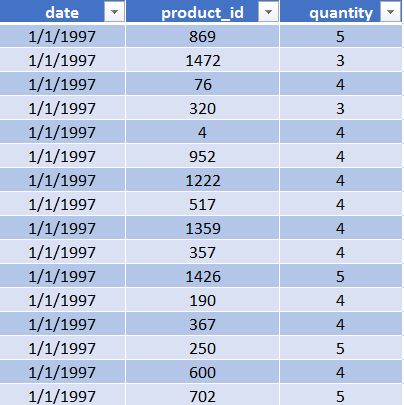 date product_id quantity
1/1/1997 869 5
1/1/1997 1472 3
1/1/1997 76 4
1/1/1997 320 3
1/1/1997 4 4
1/1/1997 952 4
1/1/1997 1222 4
1/1/1997 517 4
1/1/1997 1359 4
1/1/1997 357 4
1/1/1997 1426 5
1/1/1997 190 4
1/1/1997 367 4
1/1/1997 250 5
1/1/1997 600 4
1/1/1997 702 5